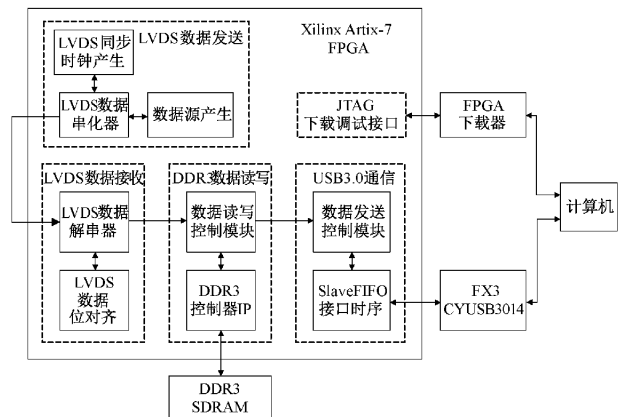 LVDS同步
时钟产生
LVDS数据发送
Xilinx Artix-7
FPGA
LVDS数据
串化器
数据源产生
JTAG
下载调试接口
FPGA
下载器
LVDS数据接收
DDR3数据读写
USB3.0通信
LVDS数据
解串器
数据读写
控制模块
数据发送
控制模块
计算机
LVDS
数据
位对齐
DDR3
控制器IP
SlaveFIFO
接口时序
FX3
CYUSB3014
DDR3
SDRAM